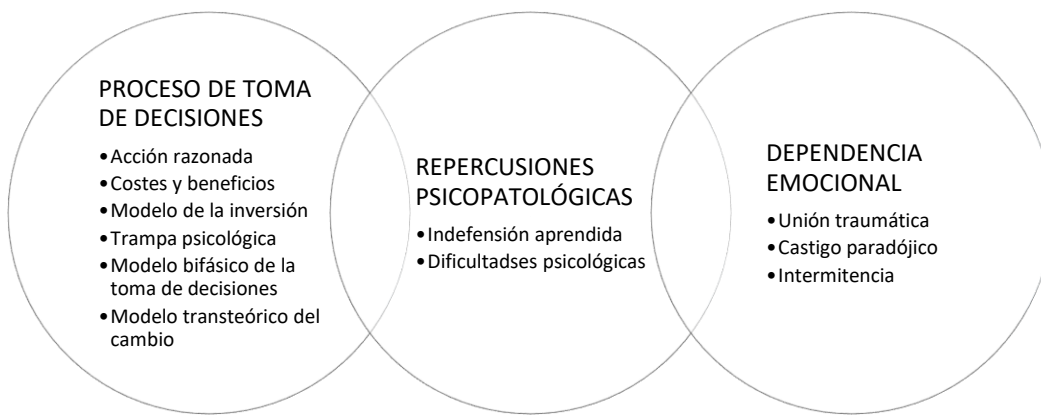 PROCESO DE TOMA
DE DECISIONES
•Acción razonada
•Costes y beneficios
•Modelo de la inversión
•Trampa psicológica
•Modelo bifásico de la
toma de decisiones
•Modelo transteórico del
cambio
REPERCUSIONES
PSICOPATOLÓGICAS
•Indefensión aprendida
•Dificultadses psicológicas
DEPENDENCIA
EMOCIONAL
•Unión traumática
•Castigo paradójico
•Intermitencia